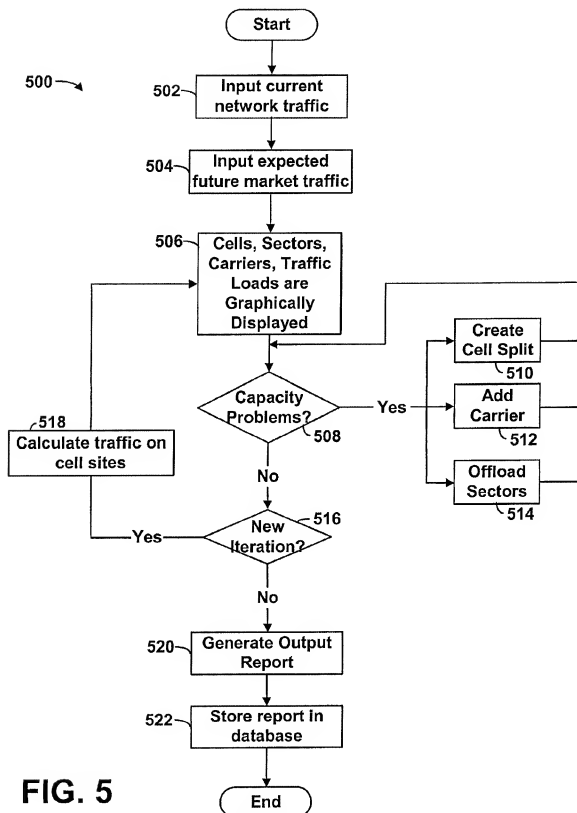 Start
500
502
Input current
network traffic
504
Input expected
future market traffic
506
Cells, Sectors,
Carriers, Traffic
Loads are
Graphically
Displayed
Create
Cell Split
510
Capacity
Problems?
508
Yes
Add
Carrier
512
518
Calculate traffic on
cell sites
Offload
Sectors
514
No
516
New
Iteration?
Yes
No
520
Generate Output
Report
522
Store report in
database
End
FIG. 5